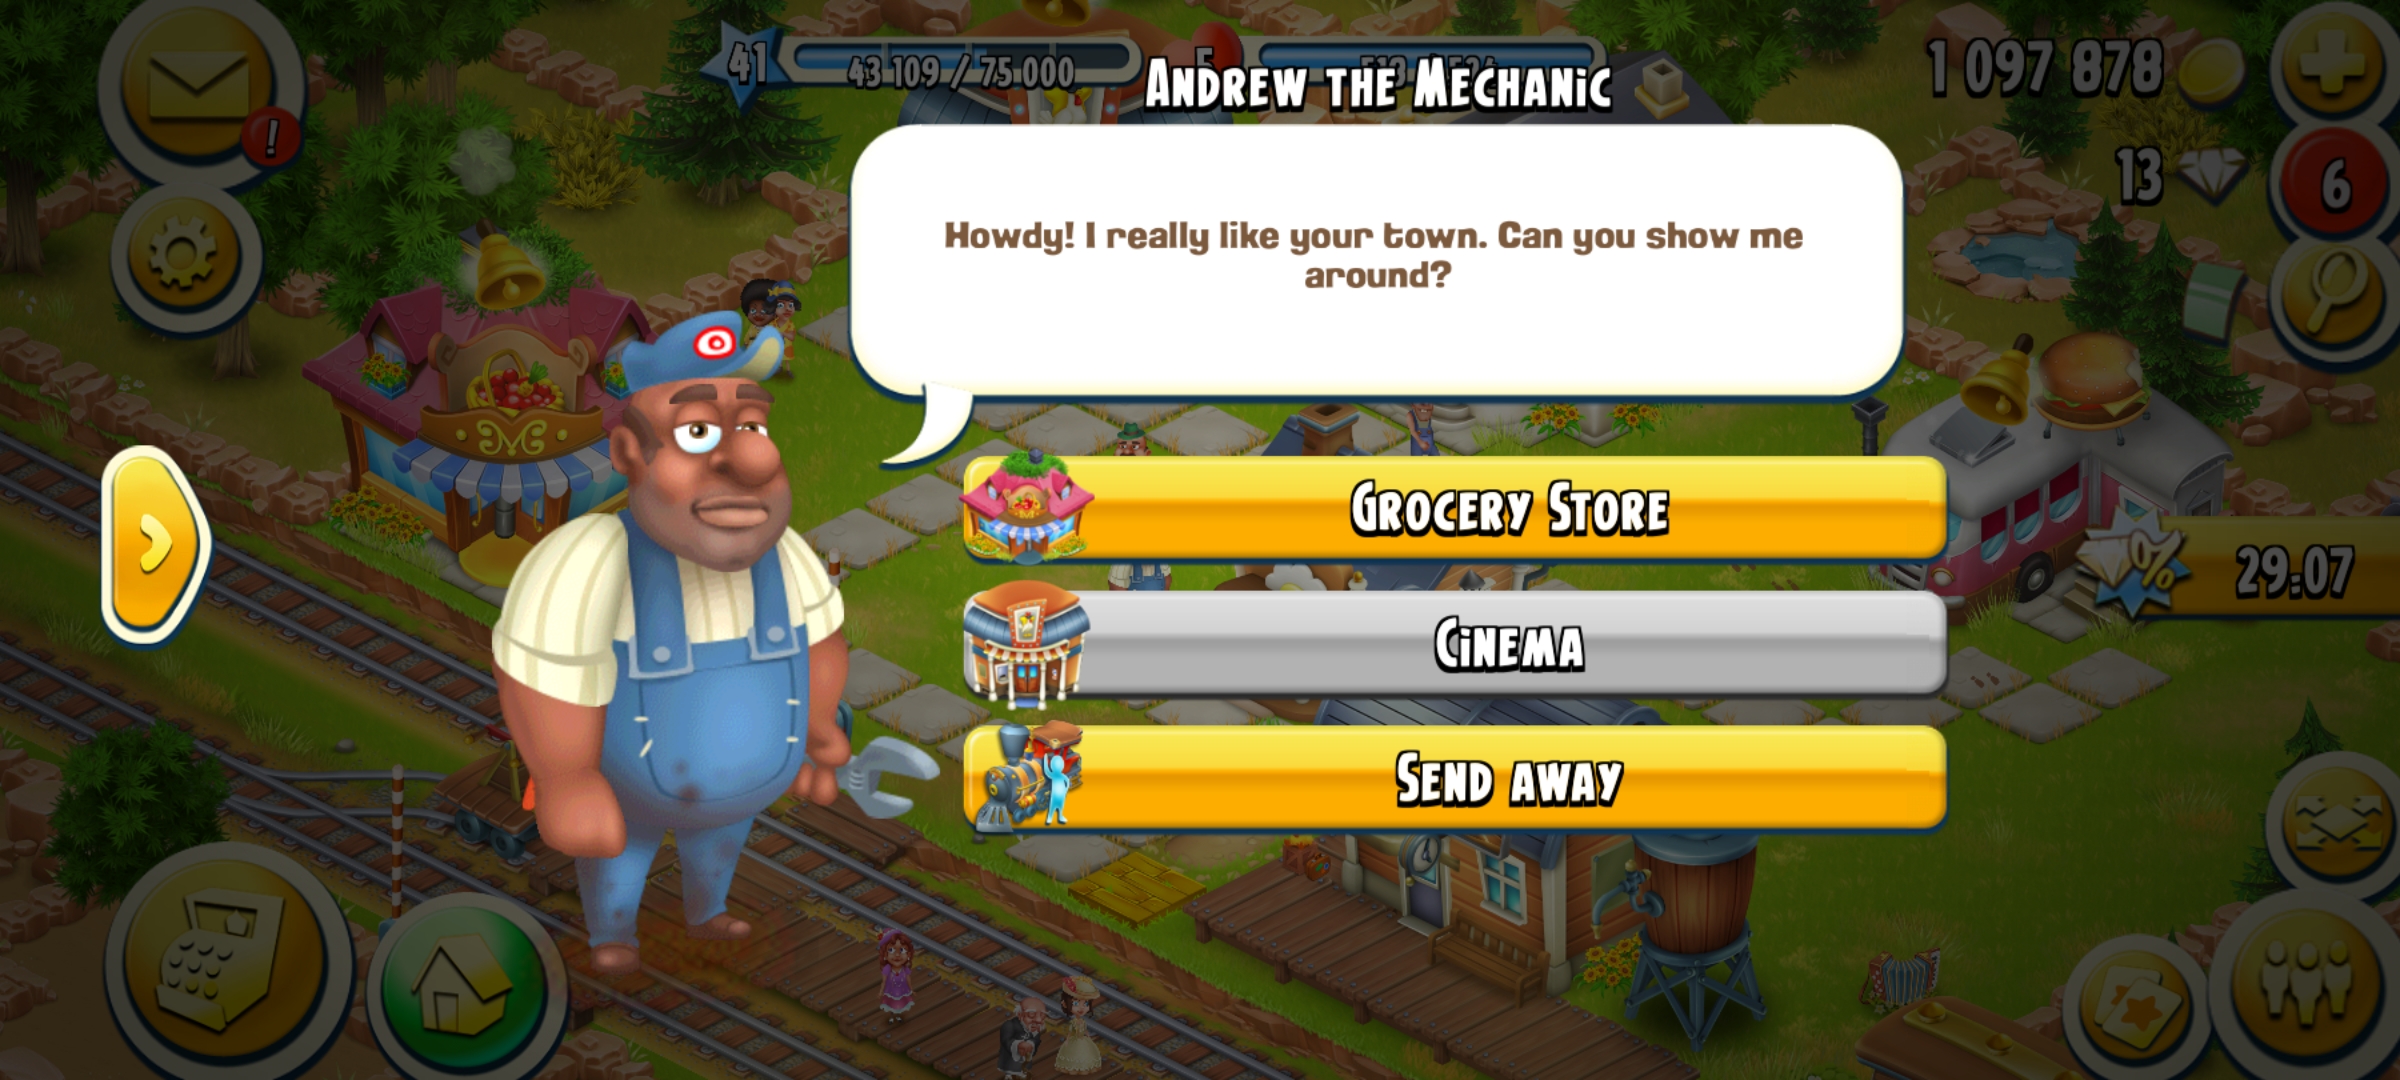 41
43 109 / 75 000
5
1 097 878
Andrew the Mechanic
!
13
6
Howdy! I really like your town. Can you show me
around?
Grocery Store
%
29:07
Cinema
Send away